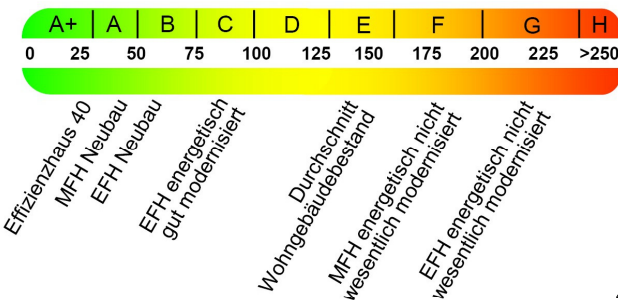 A+ A B C D E F G H
0 25 50 75 100 125 150 175 200 225 >250
Effizienzhaus 40
MFH Neubau
EFH Neubau
EFH energetisch
gut modernisiert
Durchschnitt
Wohngebäudebestand
MFH energetisch nicht
wesentlich modernisiert
EFH energetisch nicht
wesentlich modernisiert